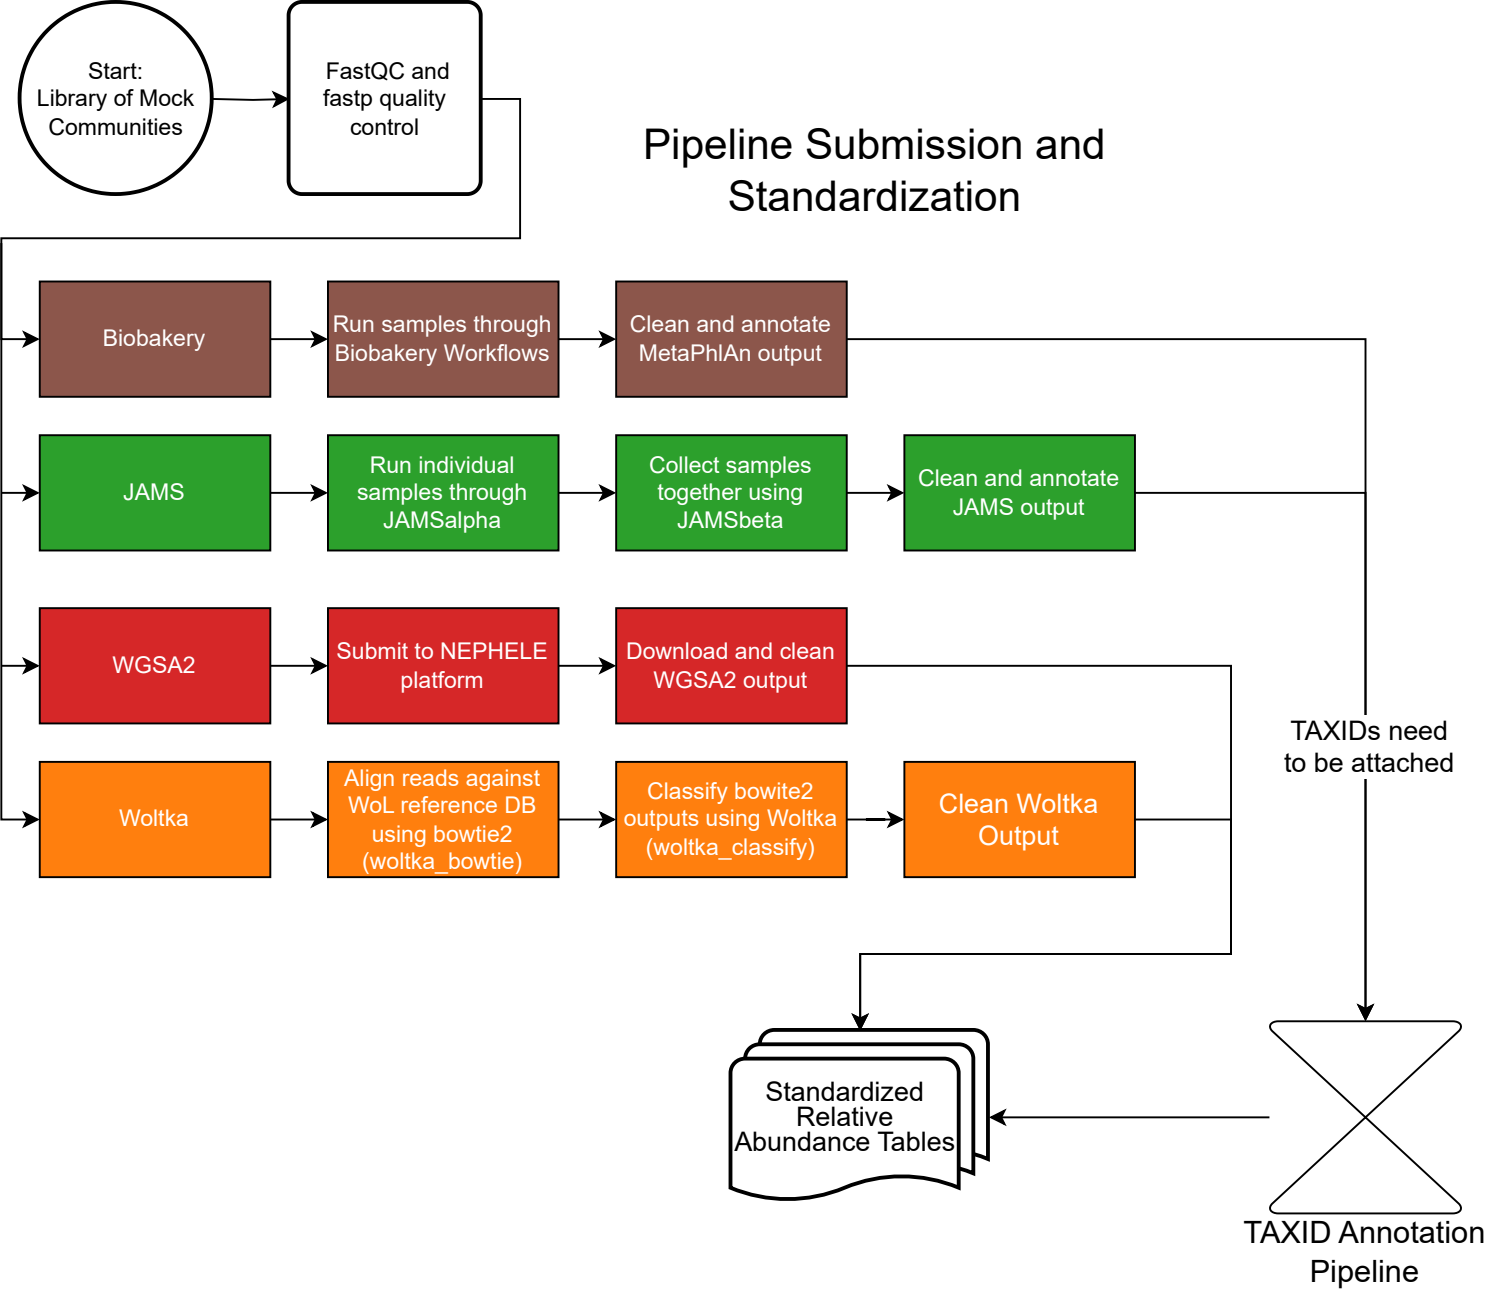 Start:
Library of Mock
Communities
FastQC and
fastp quality
control
Pipeline Submission and
Standardization
Biobakery
Run samples through
Biobakery Workflows
Clean and annotate
MetaPhlAn output
JAMS
Run individual
samples through
JAMSalpha
Collect samples
together using
JAMSbeta
Clean and annotate
JAMS output
WGSA2
Submit to NEPHELE
platform
Download and clean
WGSA2 output
TAXIDs need
to be attached
Woltka
Align reads against
WoL reference DB
using bowtie2
(woltka_bowtie)
Classify bowite2
outputs using Woltka
(woltka_classify)
Clean Woltka
Output
Standardized
Relative
Abundance Tables
TAXID Annotation
Pipeline